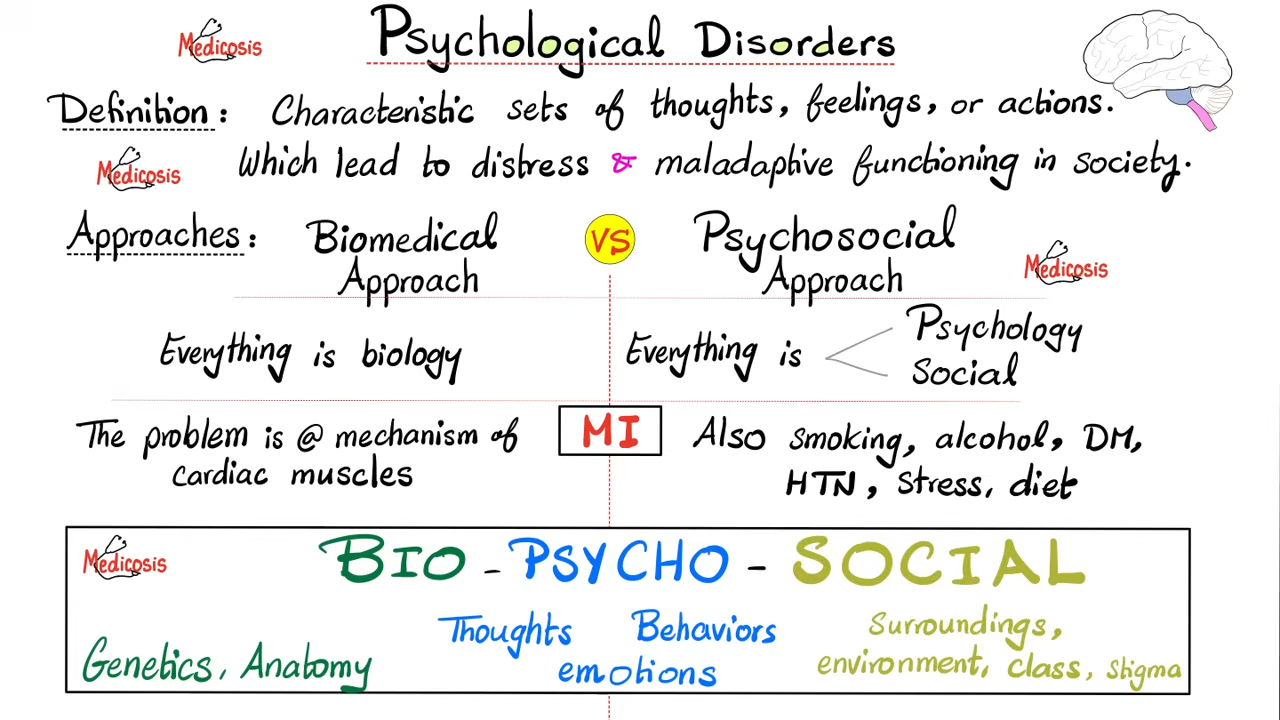 Medicosis
Psychological Disorders
Definition: Characteristic sets of thoughts, feelings, or actions.
Medicosis
Which lead to distress & maladaptive functioning in society.
Approaches: Biomedical Approach
VS
Psychosocial Approach
Medicosis
Everything is biology
Everything is
Psychology
Social
The problem is @ mechanism of
cardiac muscles
MI
Also smoking, alcohol, DM,
HTN, Stress, diet
Medicosis
BIO - PSYCHO - SOCIAL
Genetics, Anatomy
Thoughts Behaviors
emotions
Surroundings,
environment, class, stigma